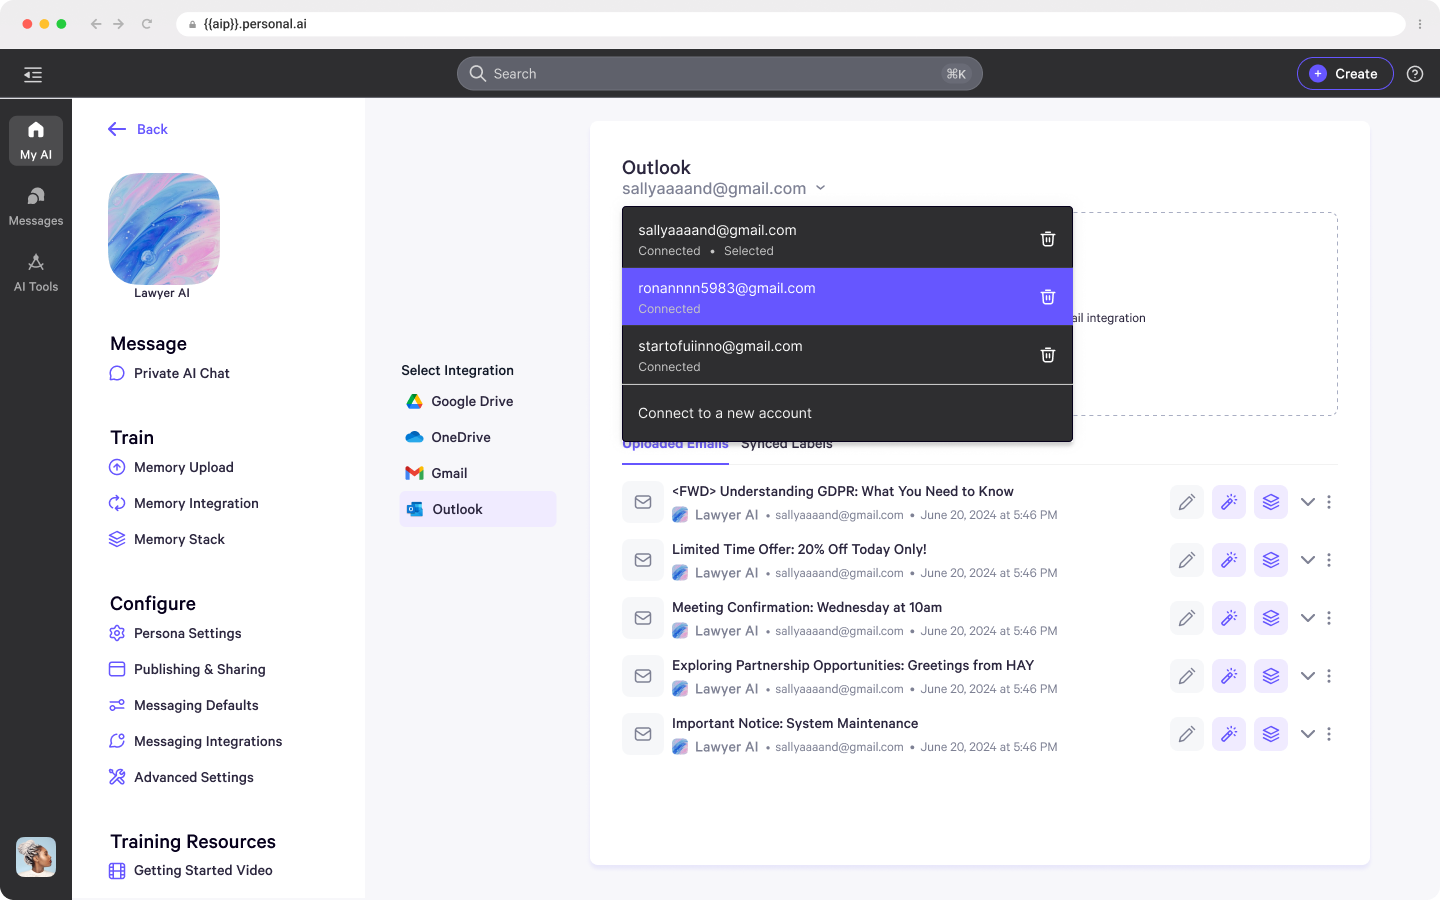 {{aip}}.personal.ai
Search
⌘K
+ Create
My AI
Messages
AI Tools
Back
Lawyer AI
Message
Private AI Chat
Train
Memory Upload
Memory Integration
Memory Stack
Configure
Persona Settings
Publishing & Sharing
Messaging Defaults
Messaging Integrations
Advanced Settings
Training Resources
Getting Started Video
Select Integration
Google Drive
OneDrive
Gmail
Outlook
Outlook
sallyaaaand@gmail.com
sallyaaaand@gmail.com
Connected • Selected
ronannnn5983@gmail.com
Connected
startofuiinno@gmail.com
Connected
Connect to a new account
ail integration
Uploaded Emails Synced Labels
<FWD> Understanding GDPR: What You Need to Know
Lawyer AI • sallyaaaand@gmail.com • June 20, 2024 at 5:46 PM
Limited Time Offer: 20% Off Today Only!
Lawyer AI • sallyaaaand@gmail.com • June 20, 2024 at 5:46 PM
Meeting Confirmation: Wednesday at 10am
Lawyer AI • sallyaaaand@gmail.com • June 20, 2024 at 5:46 PM
Exploring Partnership Opportunities: Greetings from HAY
Lawyer AI • sallyaaaand@gmail.com • June 20, 2024 at 5:46 PM
Important Notice: System Maintenance
Lawyer AI • sallyaaaand@gmail.com • June 20, 2024 at 5:46 PM